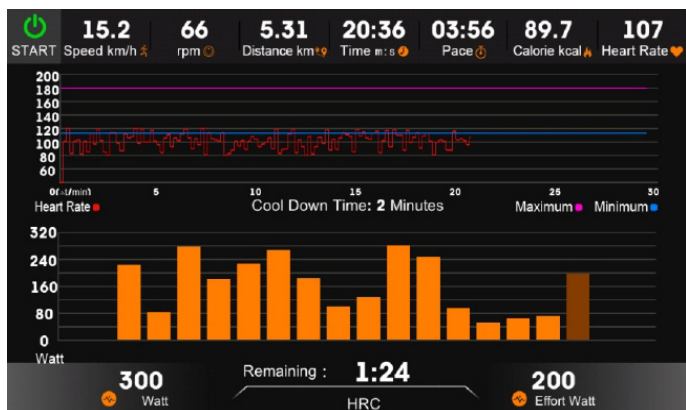 START
15.2 66 5.31 20:36 03:56 89.7 107
Speed km/h rpm Distance km Time m:s Pace Calorie kcal Heart Rate
200
180
160
140
120
100
80
60
0(at/min) 5 10 15 20 25 30
Heart Rate Cool Down Time: 2 Minutes Maximum Minimum
320
240
160
80
0
Watt
300 Remaining : 1:24 200
Watt HRC Effort Watt